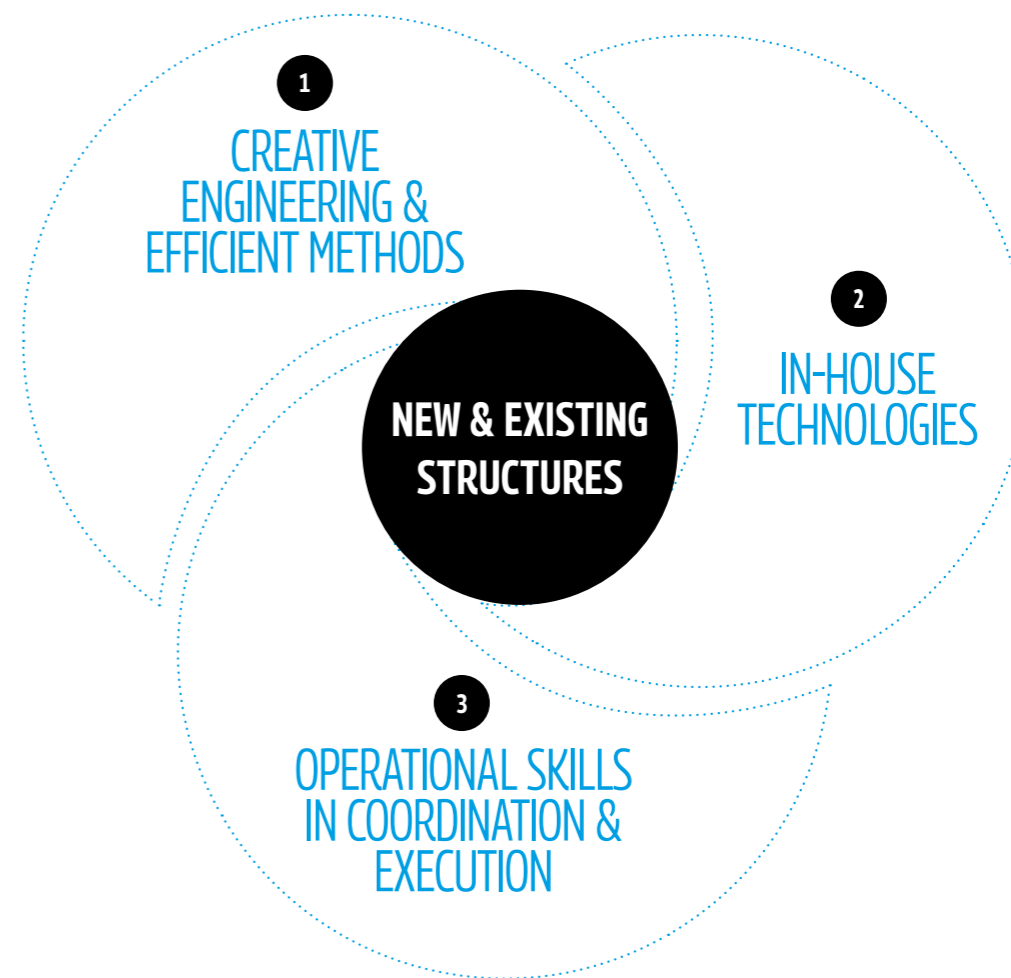 1
CREATIVE
ENGINEERING &
EFFICIENT METHODS
2
IN-HOUSE
TECHNOLOGIES
NEW & EXISTING
STRUCTURES
3
OPERATIONAL SKILLS
IN COORDINATION &
EXECUTION